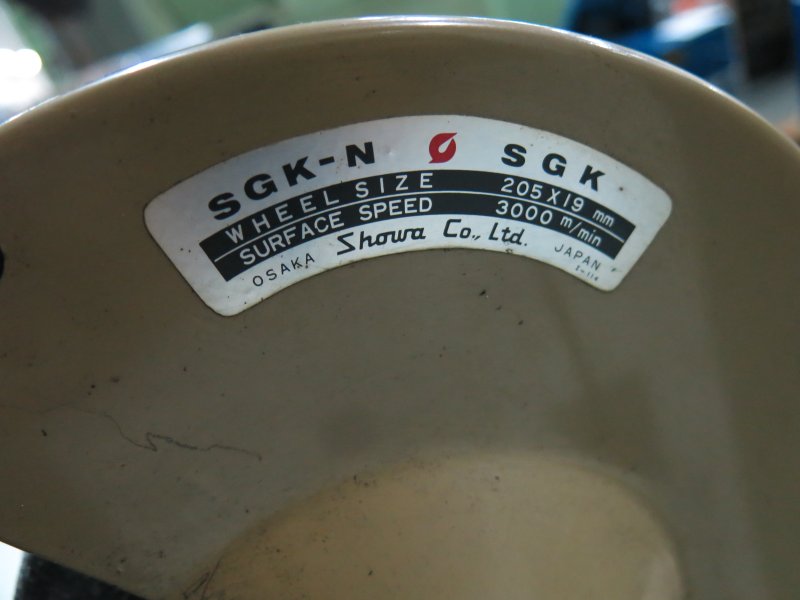 SGK-N SGK
WHEEL SIZE 205X19 mm
SURFACE SPEED 3000 m/min
OSAKA Showa Co., Ltd. JAPAN